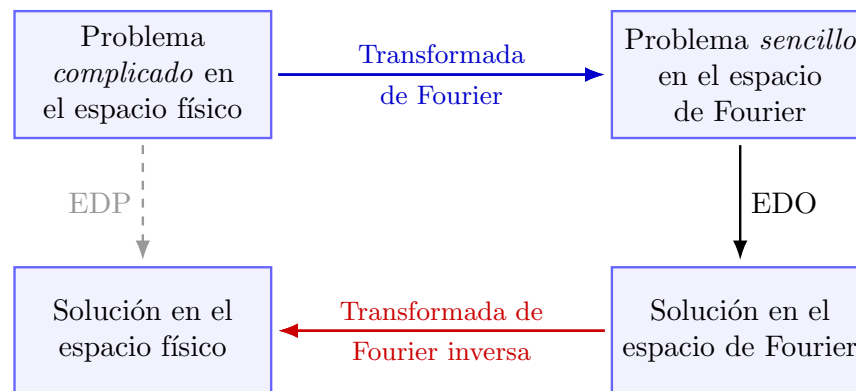 Problema
complicado en
el espacio físico
Transformada
de Fourier
Problema sencillo
en el espacio
de Fourier
EDP
EDO
Solución en el
espacio físico
Transformada de
Fourier inversa
Solución en el
espacio de Fourier